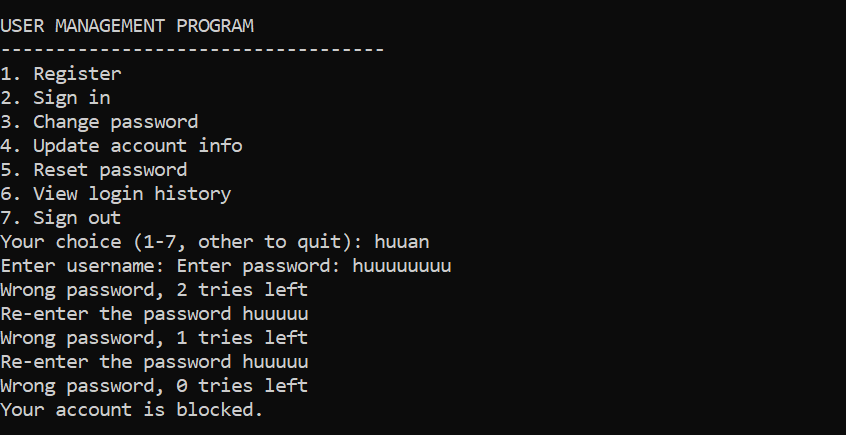 USER MANAGEMENT PROGRAM
-----------------------------------
1. Register
2. Sign in
3. Change password
4. Update account info
5. Reset password
6. View login history
7. Sign out
Your choice (1-7, other to quit): huuan
Enter username: Enter password: huuuuuuuu
Wrong password, 2 tries left
Re-enter the password huuuuu
Wrong password, 1 tries left
Re-enter the password huuuuu
Wrong password, 0 tries left
Your account is blocked.